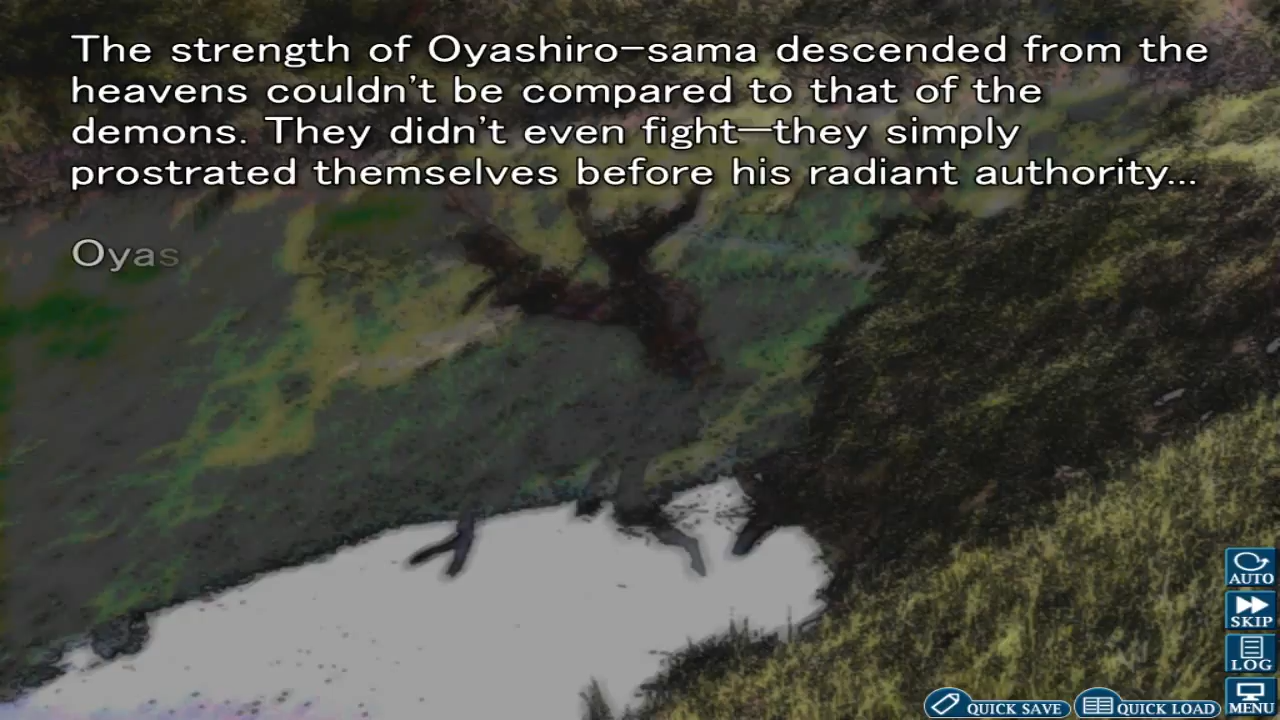 The strength of Oyashiro-sama descended from the
heavens couldn't be compared to that of the
demons. They didn't even fight—they simply
prostrated themselves before his radiant authority...
Oyas
AUTO
SKIP
LOG
MENU
QUICK SAVE
QUICK LOAD